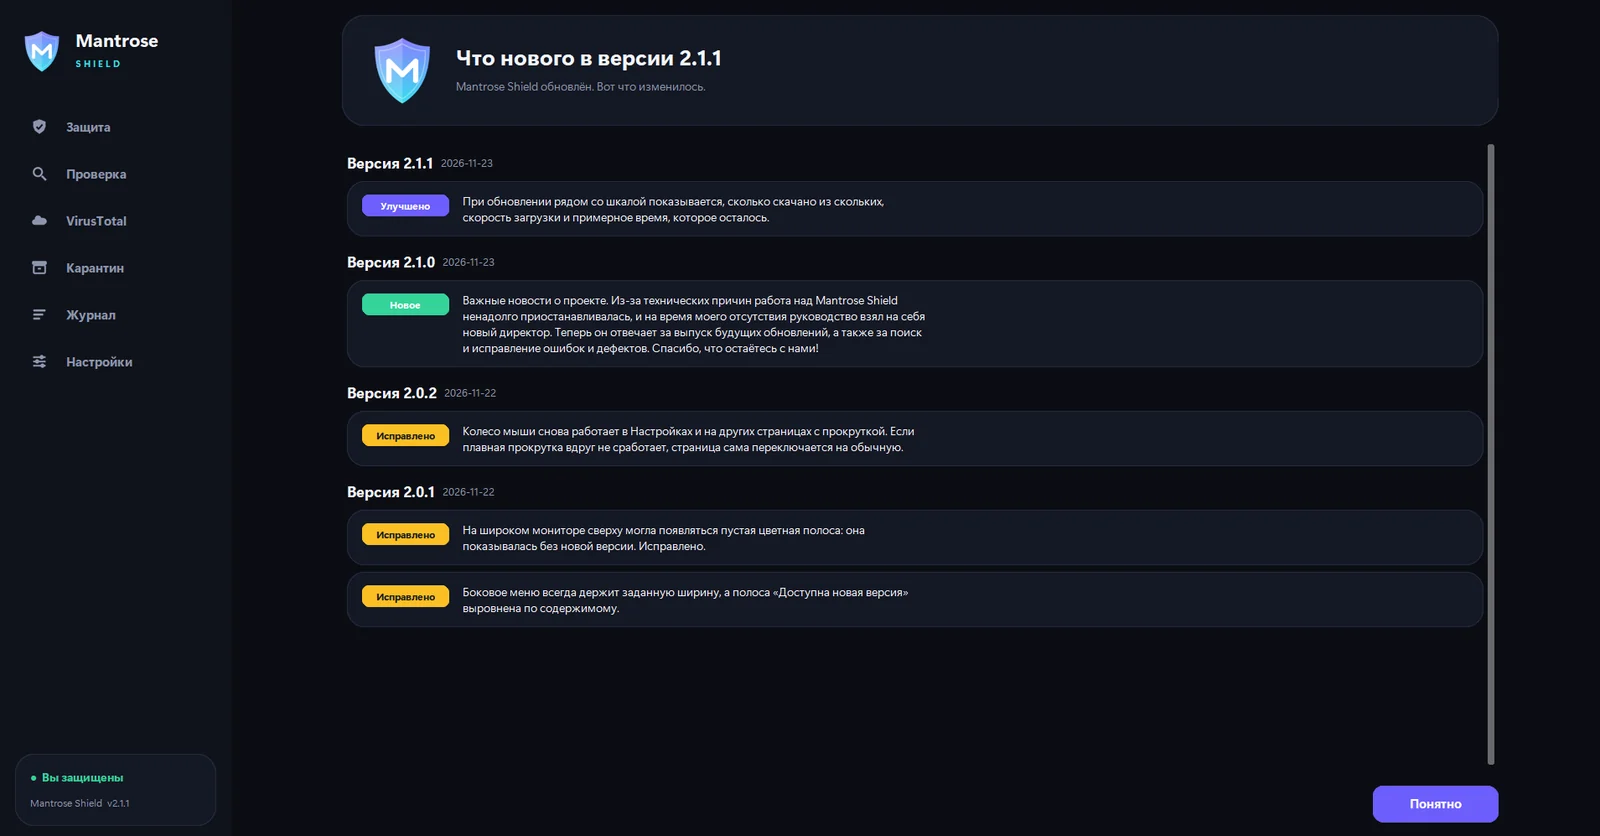 Mantrose
SHIELD
Защита
Проверка
VirusTotal
Карантин
Журнал
Настройки
Вы защищены
Mantrose Shield v2.1.1
Что нового в версии 2.1.1
Mantrose Shield обновлён. Вот что изменилось.
Версия 2.1.1 2026-11-23
Улучшено
При обновлении рядом со шкалой показывается, сколько скачано из скольких,
скорость загрузки и примерное время, которое осталось.
Версия 2.1.0 2026-11-23
Новое
Важные новости о проекте. Из-за технических причин работа над Mantrose Shield
ненадолго приостанавливалась, и на время моего отсутствия руководство взял на себя
новый директор. Теперь он отвечает за выпуск будущих обновлений, а также за поиск
и исправление ошибок и дефектов. Спасибо, что остаётесь с нами!
Версия 2.0.2 2026-11-22
Исправлено
Колесо мыши снова работает в Настройках и на других страницах с прокруткой. Если
плавная прокрутка вдруг не сработает, страница сама переключается на обычную.
Версия 2.0.1 2026-11-22
Исправлено
На широком мониторе сверху могла появляться пустая цветная полоса: она
показывалась без новой версии. Исправлено.
Исправлено
Боковое меню всегда держит заданную ширину, а полоса «Доступна новая версия»
выровнена по содержимому.
Понятно